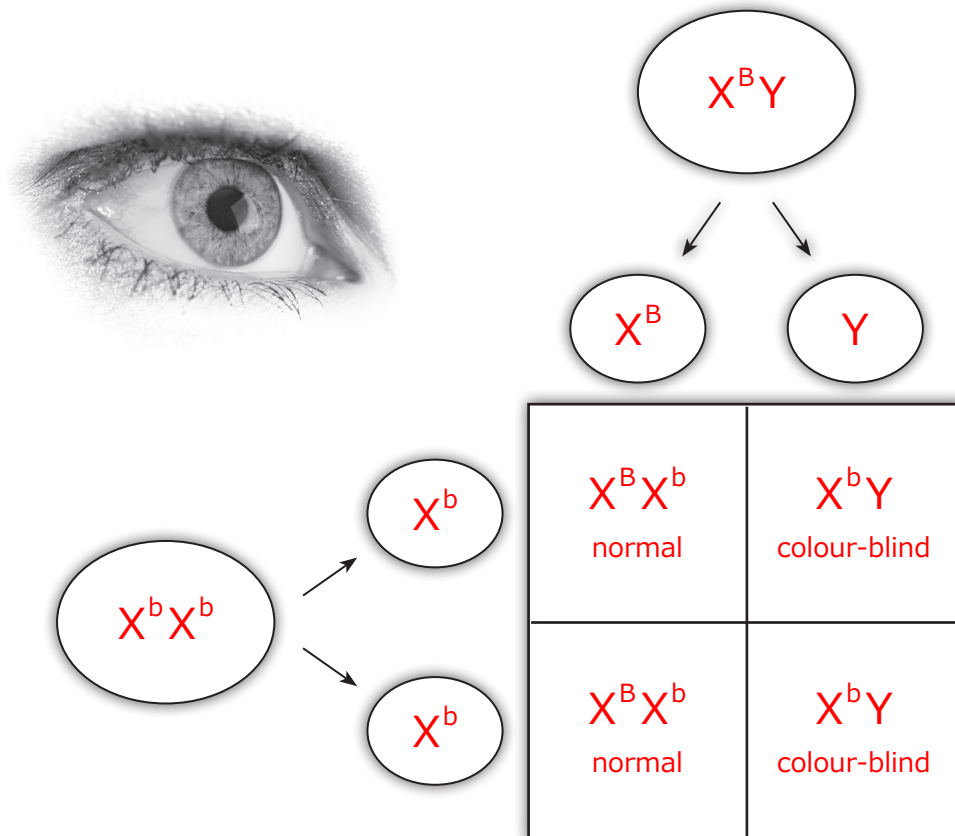 XᴮY
Xᴮ Y
Xᵇ
XᴮXᵇ XᵇY
normal colour-blind
XᵇXᵇ
Xᵇ
XᴮXᵇ XᵇY
normal colour-blind